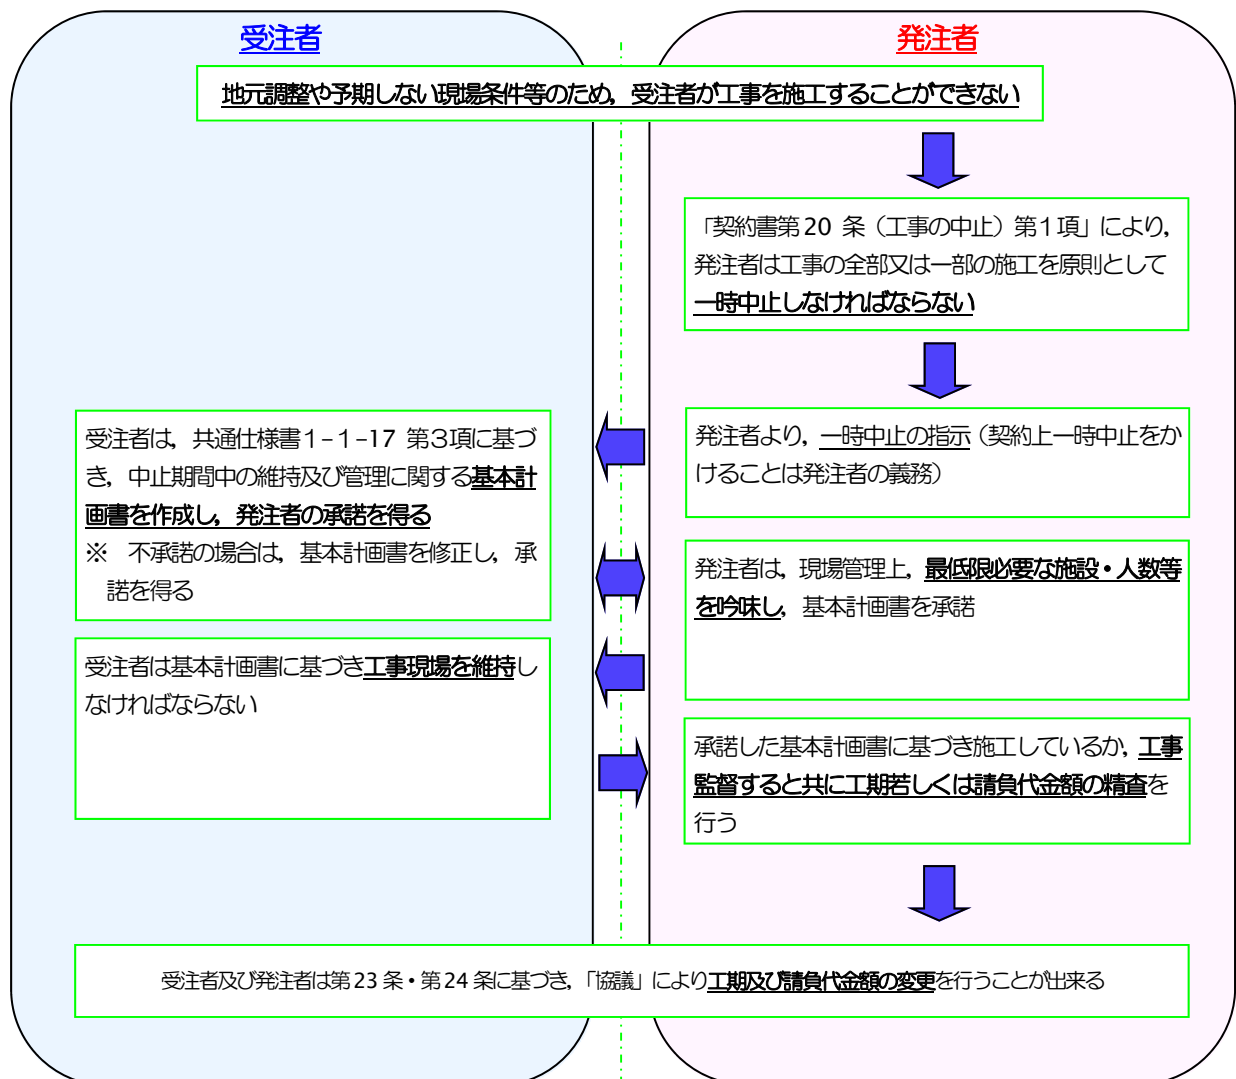 受注者
発注者
地元調整や予期しない現場条件等のため，受注者が工事を施工することができない
「契約書第20 条（工事の中止）第１項」により，
発注者は工事の全部又は一部の施工を原則として
一時中止しなければならない
発注者より，一時中止の指示（契約上一時中止をか
けることは発注者の義務）
受注者は，共通仕様書１−１−17 第３項に基づ
き，中止期間中の維持及び管理に関する基本計
画書を作成し，発注者の承諾を得る
※　不承諾の場合は，基本計画書を修正し，承
諾を得る
発注者は，現場管理上，最低限必要な施設・人数等
を吟味し，基本計画書を承諾
受注者は基本計画書に基づき工事現場を維持し
なければならない
承諾した基本計画書に基づき施工しているか，工事
監督すると共に工期若しくは請負代金額の精査を
行う
受注者及び発注者は第23 条・第24 条に基づき，「協議」により工期及び請負代金額の変更を行うことが出来る